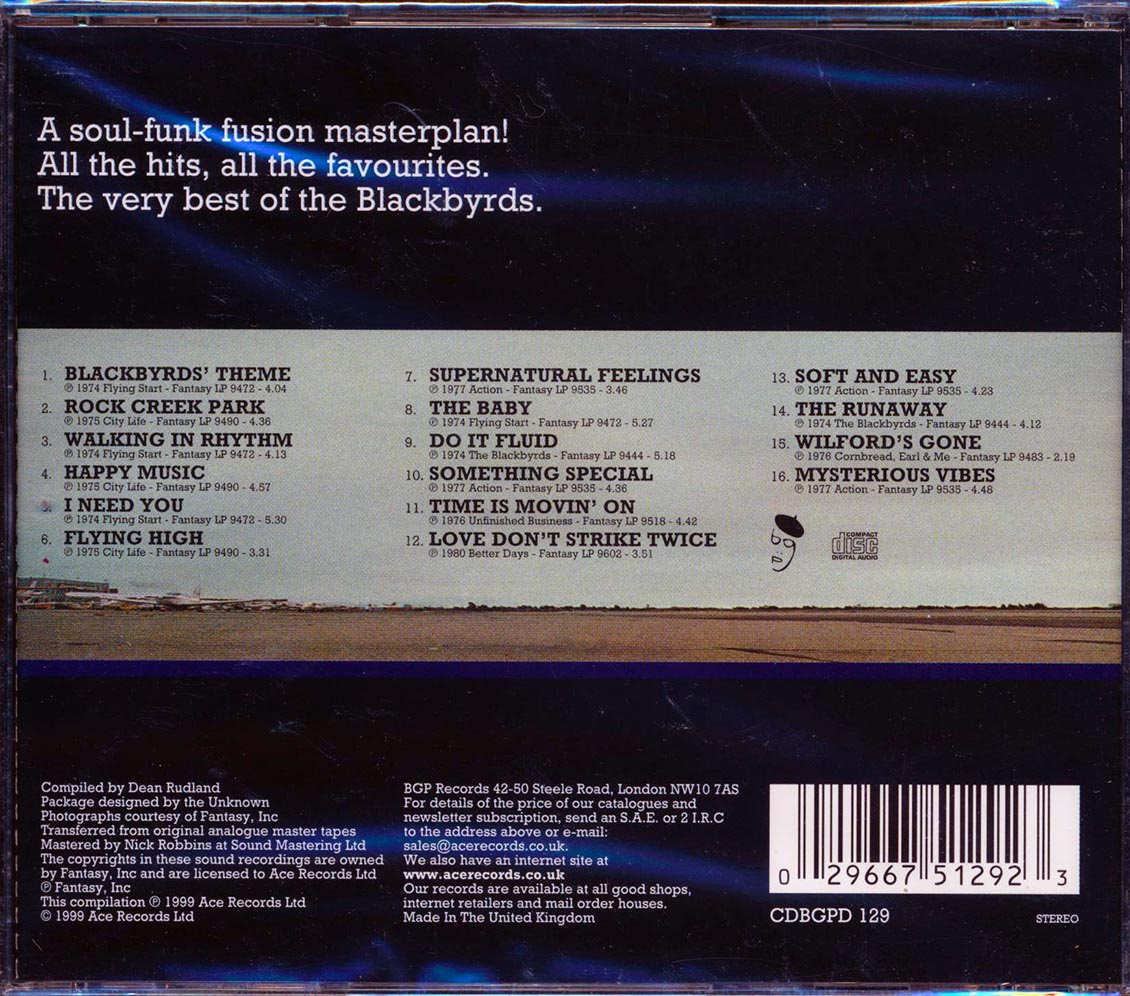 A soul-funk fusion masterplan!
All the hits, all the favourites.
The very best of the Blackbyrds.
1. BLACKBYRDS' THEME
℗ 1974 Flying Start - Fantasy LP 9472 - 4.04
2. ROCK CREEK PARK
℗ 1975 City Life - Fantasy LP 9490 - 4.36
3. WALKING IN RHYTHM
℗ 1974 Flying Start - Fantasy LP 9472 - 4.13
4. HAPPY MUSIC
℗ 1975 City Life - Fantasy LP 9490 - 4.57
5. I NEED YOU
℗ 1974 Flying Start - Fantasy LP 9472 - 5.30
6. FLYING HIGH
℗ 1975 City Life - Fantasy LP 9490 - 3.31
7. SUPERNATURAL FEELINGS
℗ 1977 Action - Fantasy LP 9535 - 3.46
8. THE BABY
℗ 1974 Flying Start - Fantasy LP 9472 - 5.27
9. DO IT FLUID
℗ 1974 The Blackbyrds - Fantasy LP 9444 - 5.18
10. SOMETHING SPECIAL
℗ 1977 Action - Fantasy LP 9535 - 4.36
11. TIME IS MOVIN' ON
℗ 1976 Unfinished Business - Fantasy LP 9518 - 4.42
12. LOVE DON'T STRIKE TWICE
℗ 1980 Better Days - Fantasy LP 9602 - 3.51
13. SOFT AND EASY
℗ 1977 Action - Fantasy LP 9535 - 4.23
14. THE RUNAWAY
℗ 1974 The Blackbyrds - Fantasy LP 9444 - 4.12
15. WILFORD'S GONE
℗ 1976 Cornbread, Earl & Me - Fantasy LP 9483 - 2.19
16. MYSTERIOUS VIBES
℗ 1977 Action - Fantasy LP 9535 - 4.48
bgp
COMPACT
disc
DIGITAL AUDIO
Compiled by Dean Rudland
Package designed by the Unknown
Photographs courtesy of Fantasy, Inc
Transferred from original analogue master tapes
Mastered by Nick Robbins at Sound Mastering Ltd
The copyrights in these sound recordings are owned
by Fantasy, Inc and are licensed to Ace Records Ltd
℗ Fantasy, Inc
This compilation ℗ 1999 Ace Records Ltd
© 1999 Ace Records Ltd
BGP Records 42-50 Steele Road, London NW10 7AS
For details of the price of our catalogues and
newsletter subscription, send an S.A.E. or 2 I.R.C
to the address above or e-mail:
sales@acerecords.co.uk.
We also have an internet site at
www.acerecords.co.uk
Our records are available at all good shops,
internet retailers and mail order houses.
Made In The United Kingdom
0 29667 51292 3
CDBGPD 129
STEREO